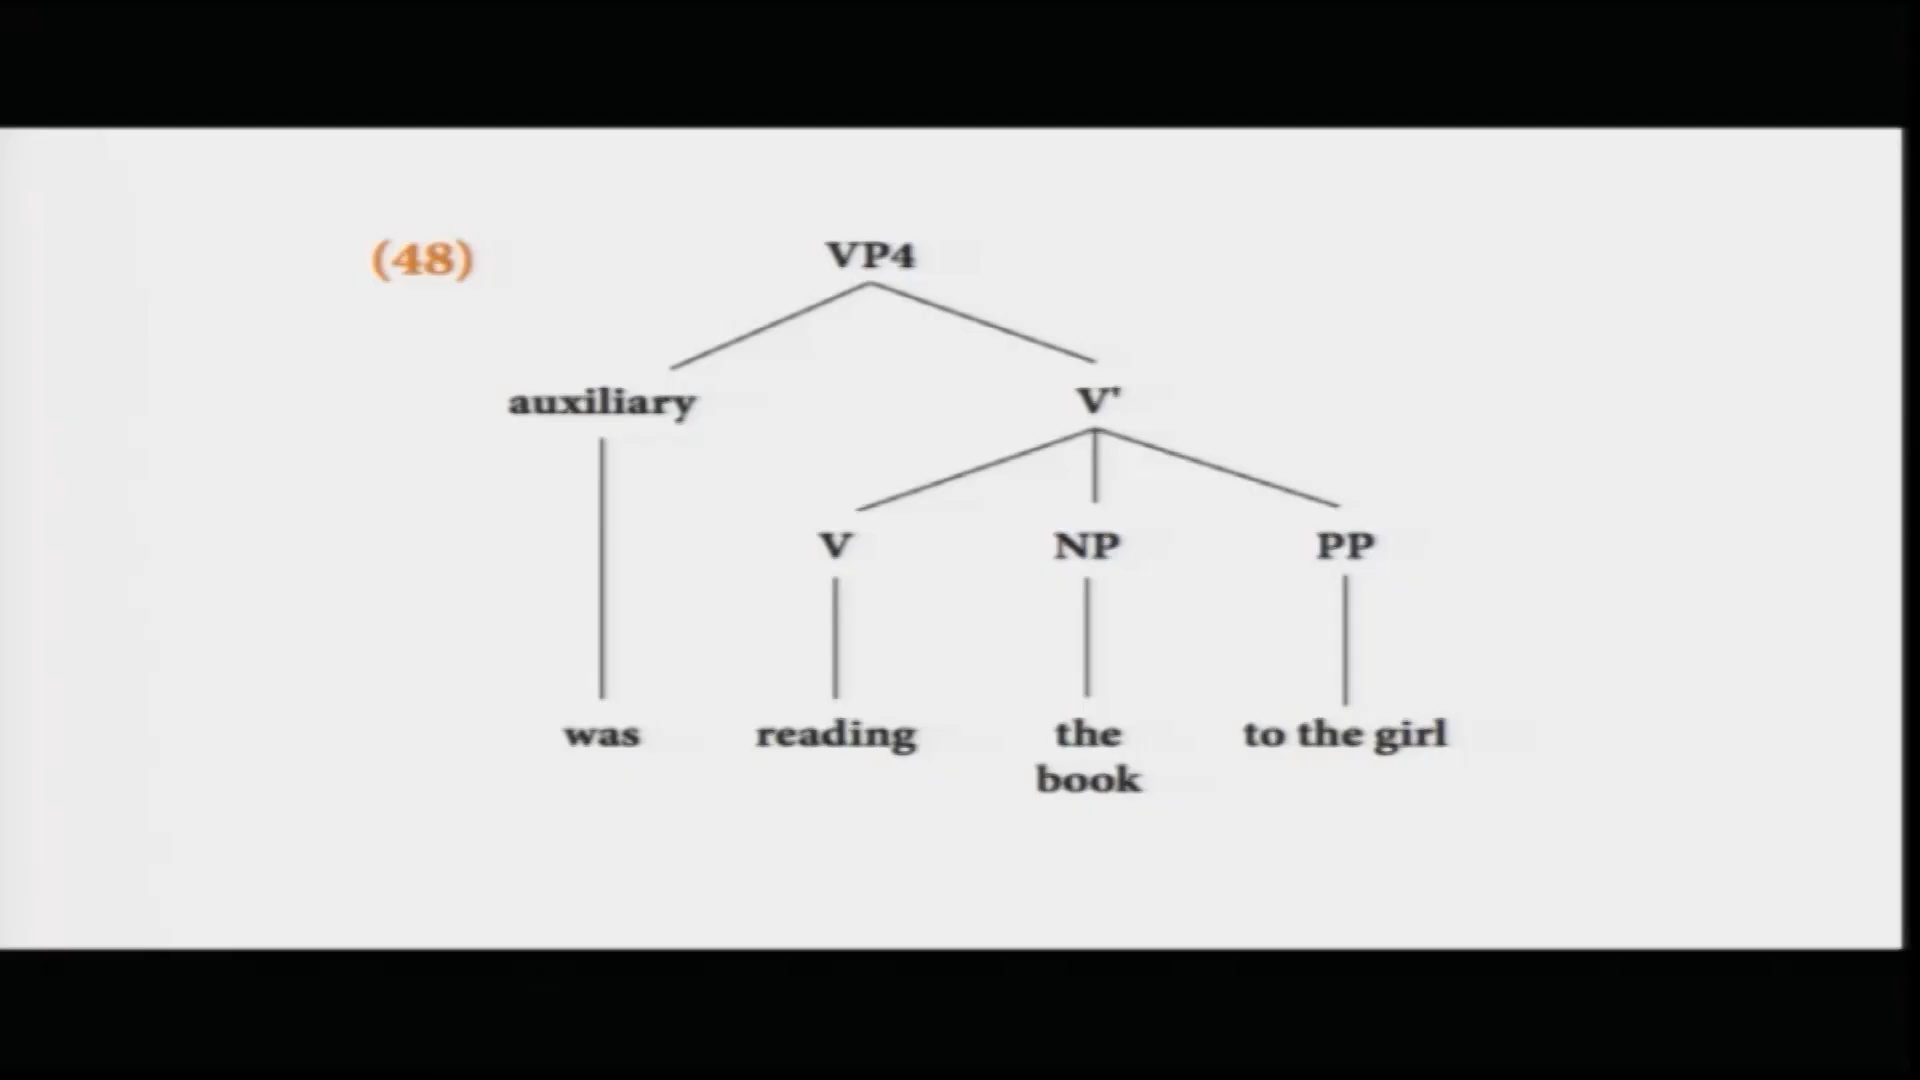 (48)
VP4
auxiliary
V'
V
NP
PP
was
reading
the
book
to the girl